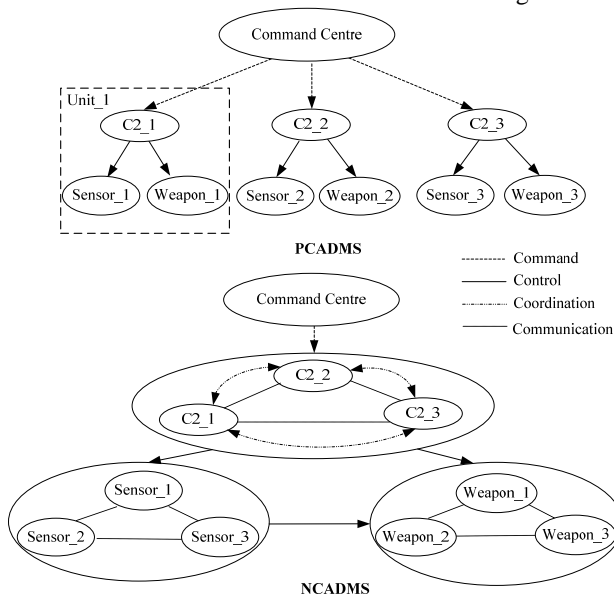 Command Centre
Unit_1
C2_1
C2_2
C2_3
Sensor_1
Weapon_1
Sensor_2
Weapon_2
Sensor_3
Weapon_3
PCADMS
Command
Control
Coordination
Communication
Command Centre
C2_2
C2_1
C2_3
Sensor_1
Sensor_2
Sensor_3
Weapon_1
Weapon_2
Weapon_3
NCADMS